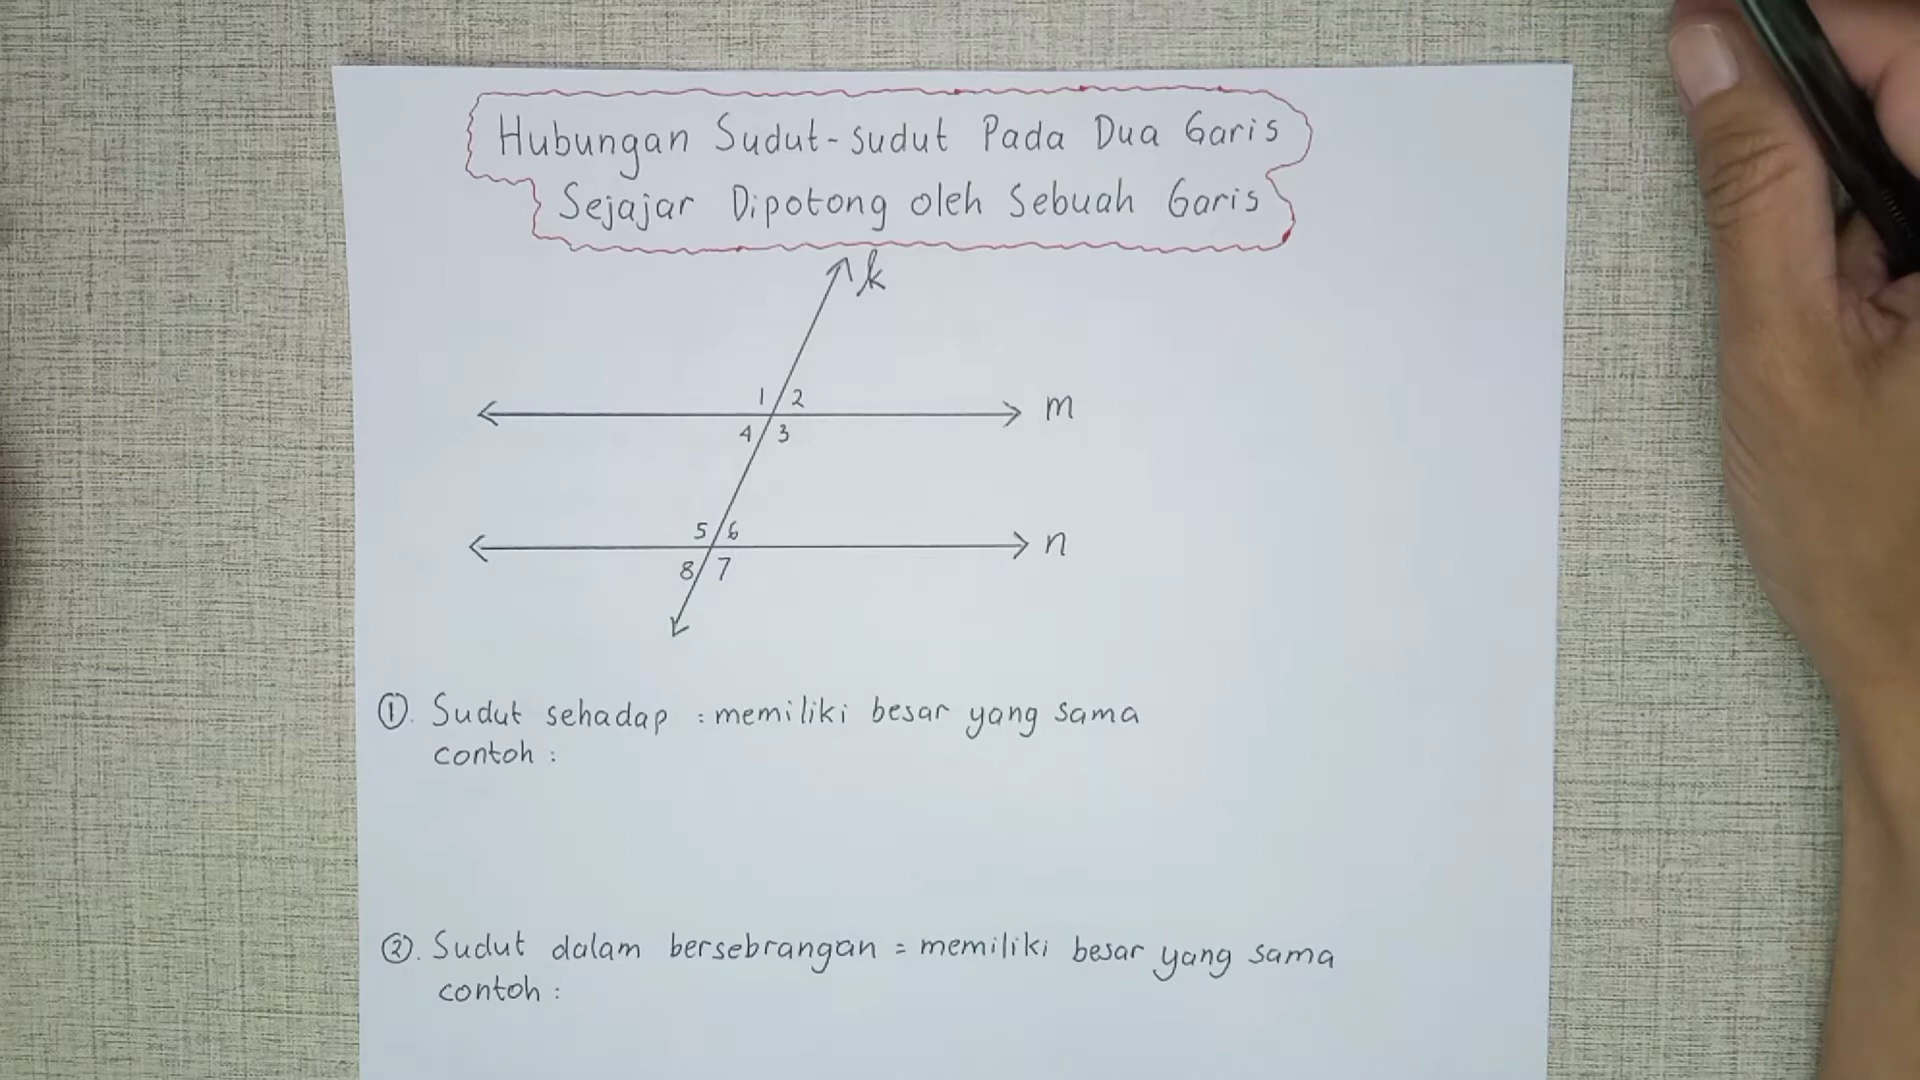 Hubungan Sudut-sudut Pada Dua Garis
Sejajar Dipotong oleh Sebuah Garis
k
1 2
m
4 3
5 6
n
8 7
①. Sudut sehadap : memiliki besar yang sama
contoh :
②. Sudut dalam bersebrangan = memiliki besar yang sama
contoh :